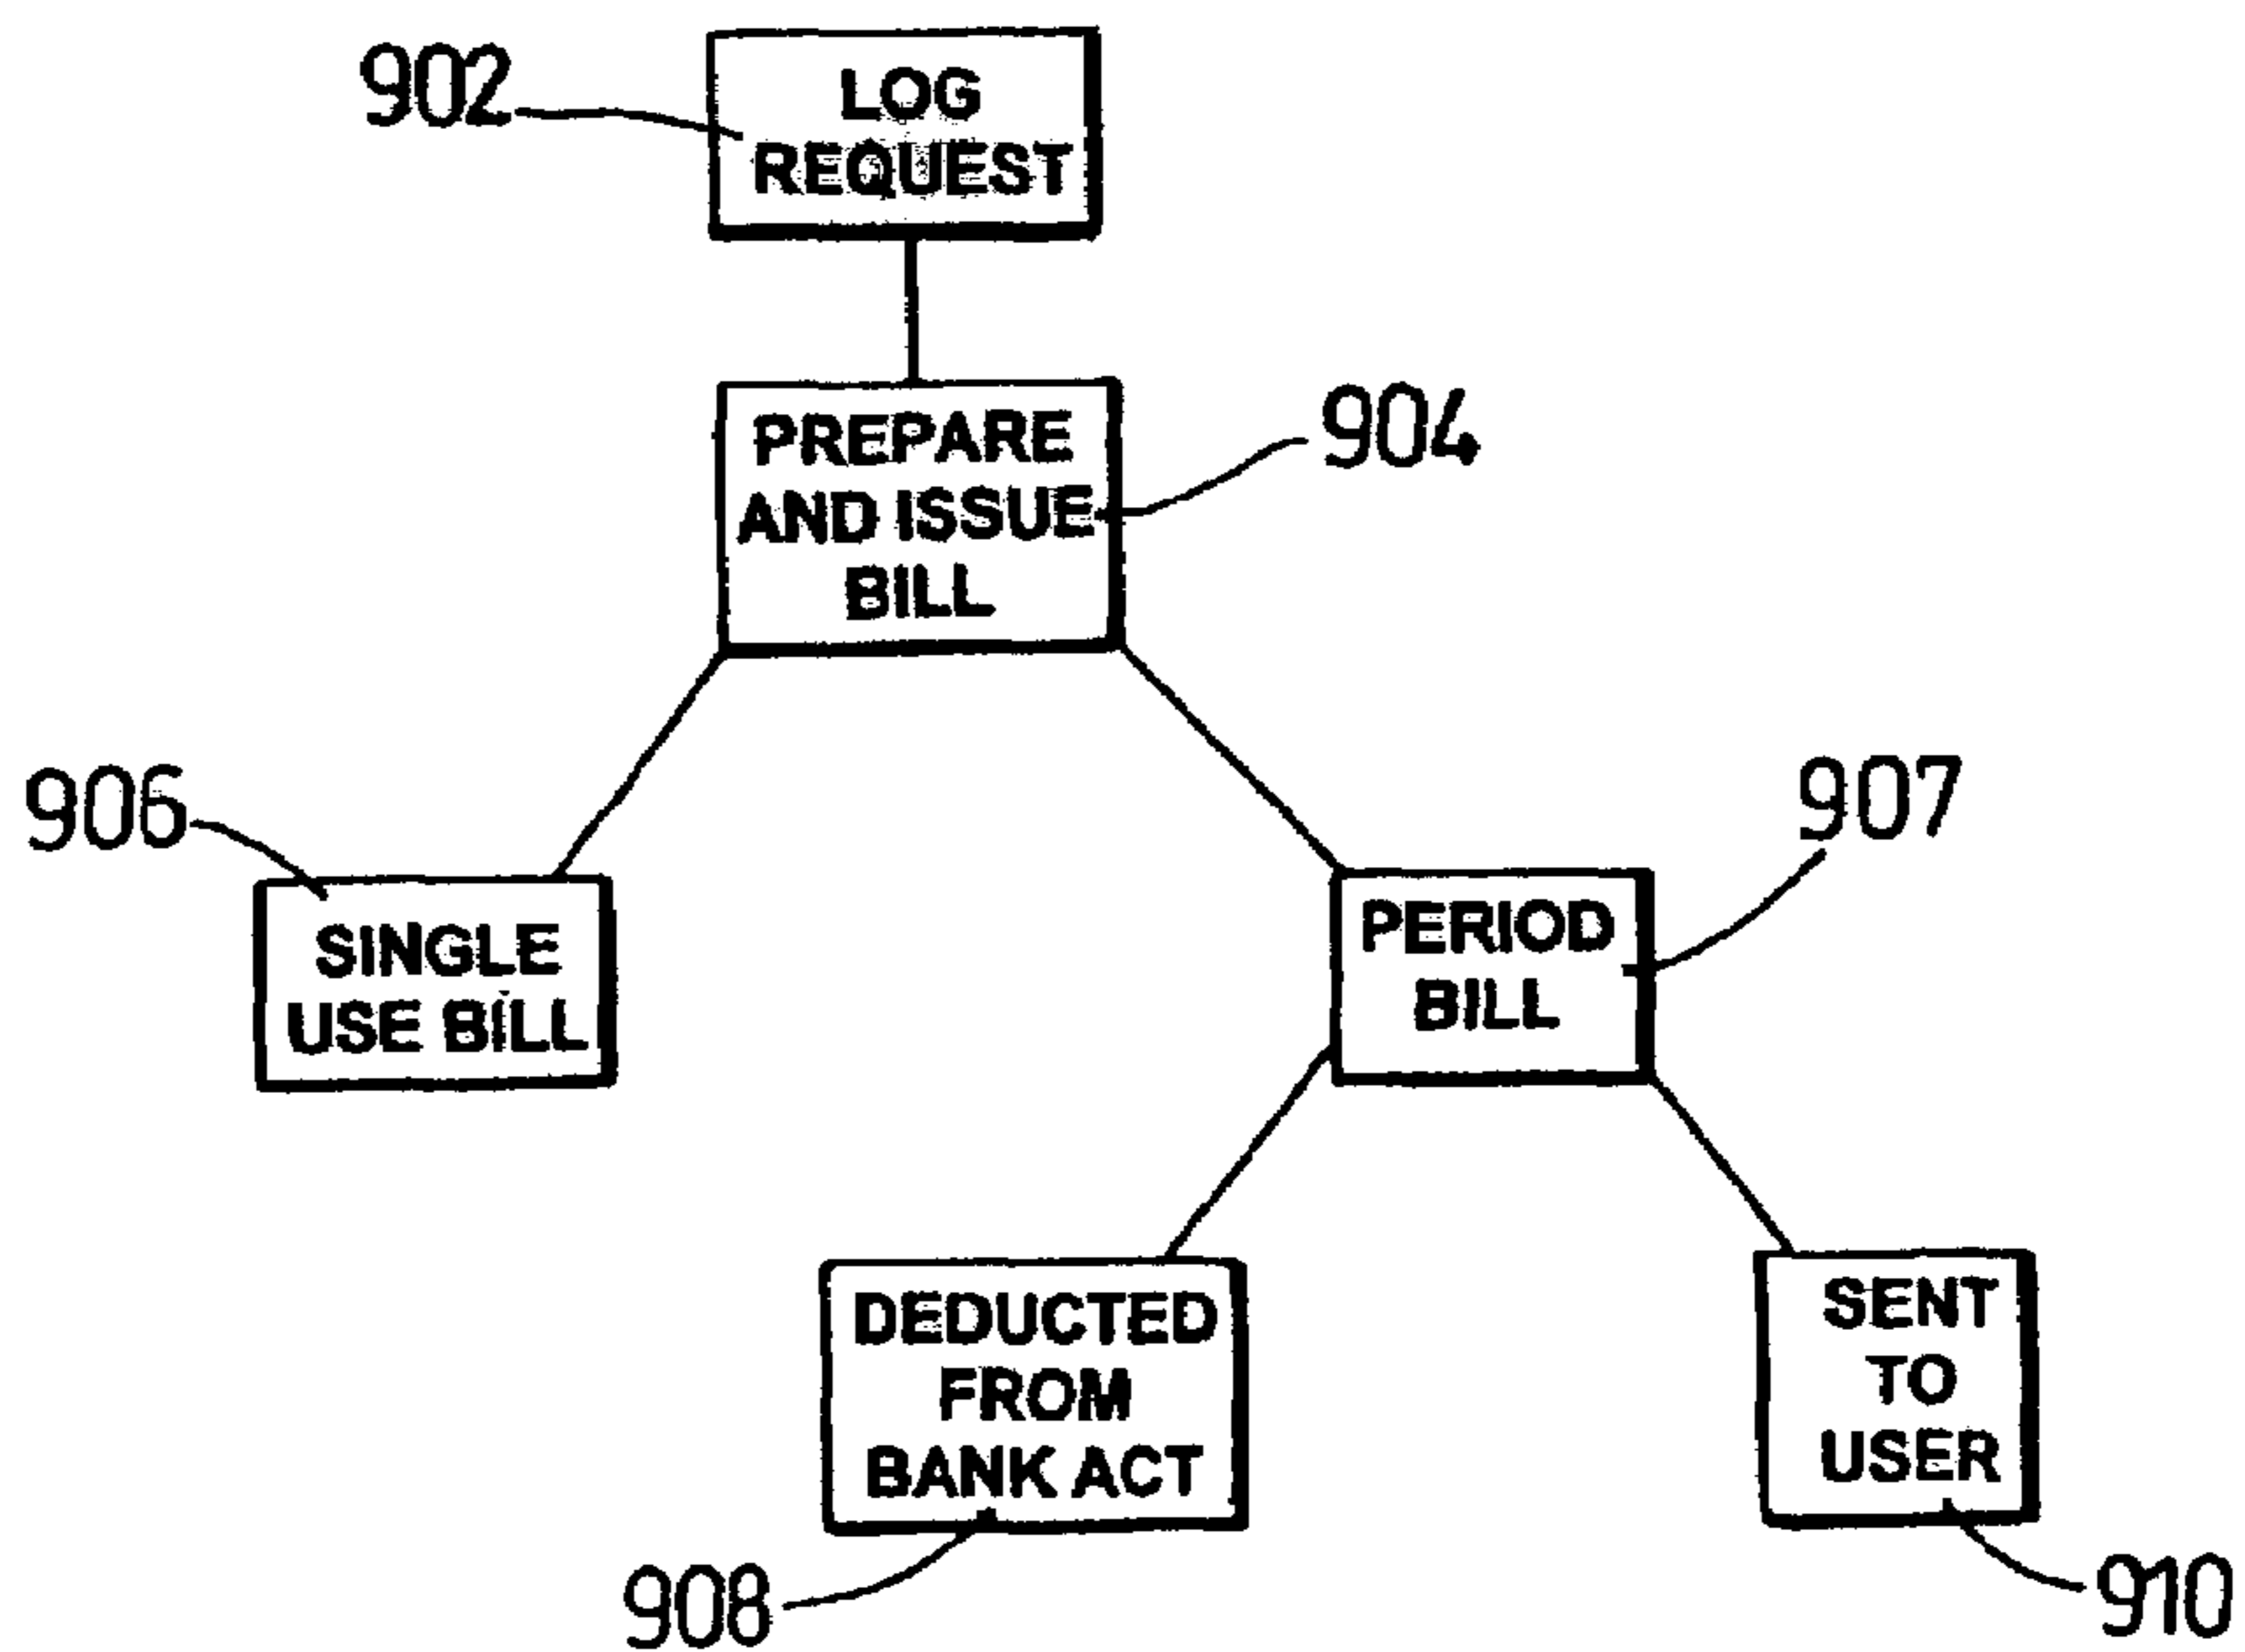 902
LOG
REQUEST
PREPARE
AND ISSUE
BILL
904
906
SINGLE
USE BILL
907
PERIOD
BILL
DEDUCTED
FROM
BANK ACT
908
SENT
TO
USER
910